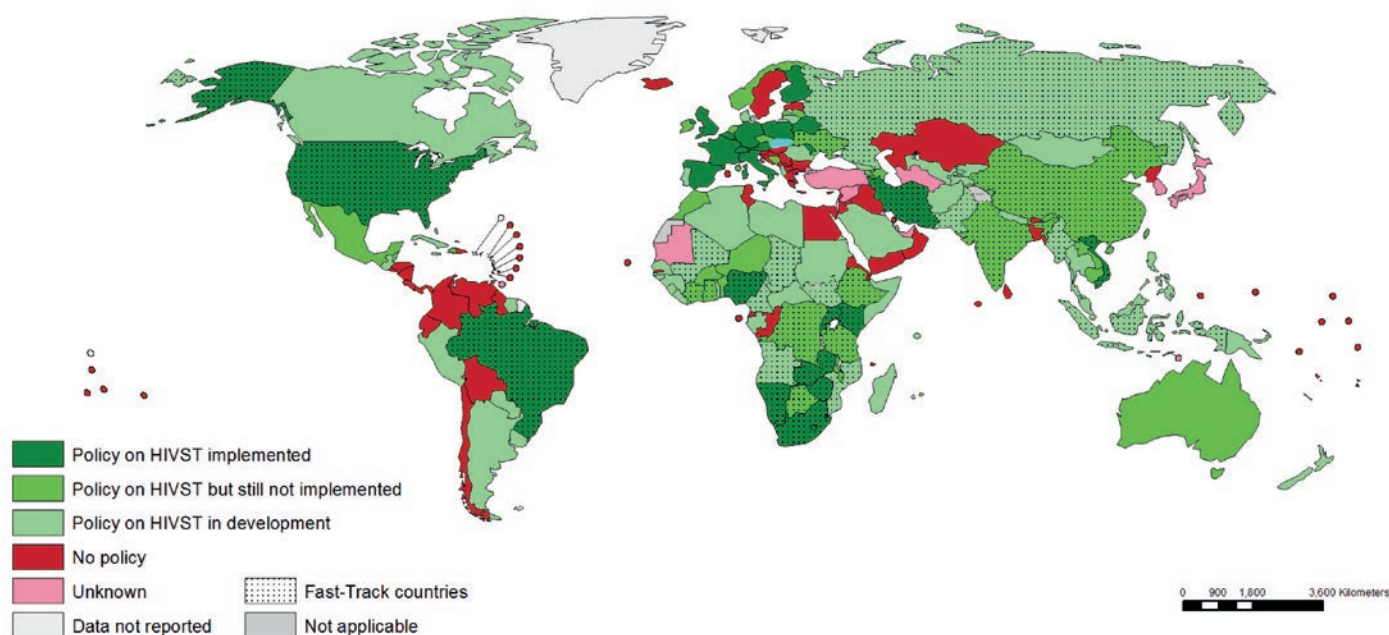 Policy on HIVST implemented
Policy on HIVST but still not implemented
Policy on HIVST in development
No policy
Unknown
Fast-Track countries
Data not reported
Not applicable
0 900 1,800 3,600 Kilometers